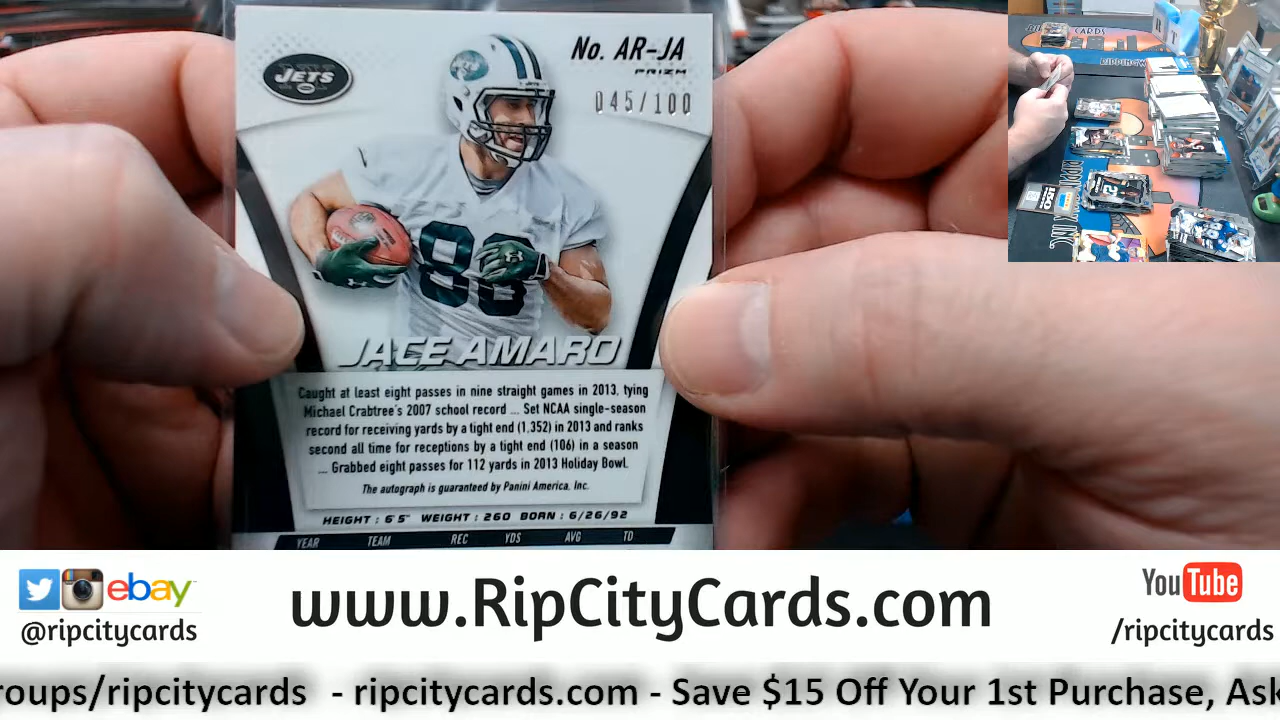 JETS
No. AR-JA
PRIZM
045/100
88
JACE AMARO
Caught at least eight passes in nine straight games in 2013, tying
Michael Crabtree's 2007 school record ... Set NCAA single-season
record for receiving yards by a tight end (1,352) in 2013 and ranks
second all time for receptions by a tight end (106) in a season
... Grabbed eight passes for 112 yards in 2013 Holiday Bowl.
The autograph is guaranteed by Panini America, Inc.
HEIGHT : 6'5" WEIGHT : 260 BORN : 6/26/92
YEAR TEAM REC YDS AVG TD
CARDS
ebay
@ripcitycards
www.RipCityCards.com
YouTube
/ripcitycards
roups/ripcitycards - ripcitycards.com - Save $15 Off Your 1st Purchase, Ask